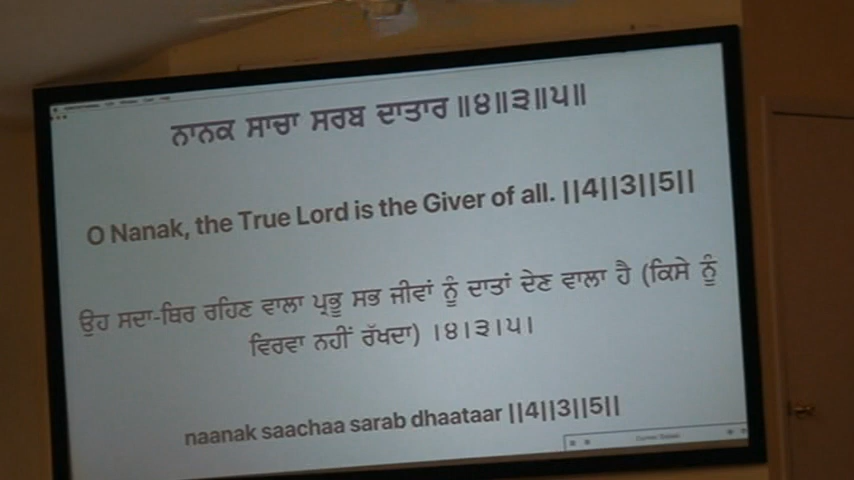 ਨਾਨਕ ਸਾਚਾ ਸਰਬ ਦਾਤਾਰ ॥੪॥੩॥੫॥
O Nanak, the True Lord is the Giver of all. ||4||3||5||
ਉਹ ਸਦਾ-ਥਿਰ ਰਹਿਣ ਵਾਲਾ ਪ੍ਰਭੂ ਸਭ ਜੀਵਾਂ ਨੂੰ ਦਾਤਾਂ ਦੇਣ ਵਾਲਾ ਹੈ (ਕਿਸੇ ਨੂੰ
ਵਿਰਵਾ ਨਹੀਂ ਰੱਖਦਾ) ।੪।੩।੫।
naanak saachaa sarab dhaataar ||4||3||5||